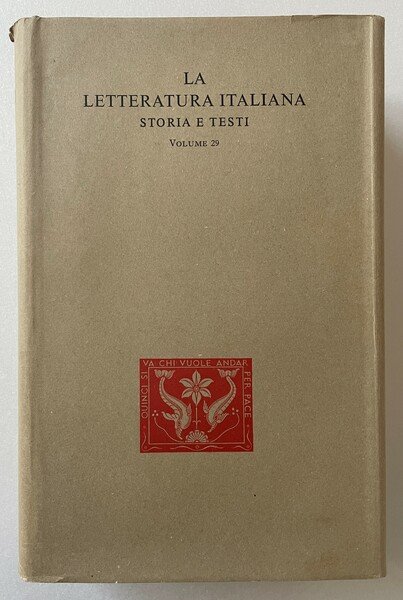 LA
LETTERATURA ITALIANA
STORIA E TESTI
VOLUME 29
QUINCI SI
VA CHI VUOLE ANDAR
PER PACE